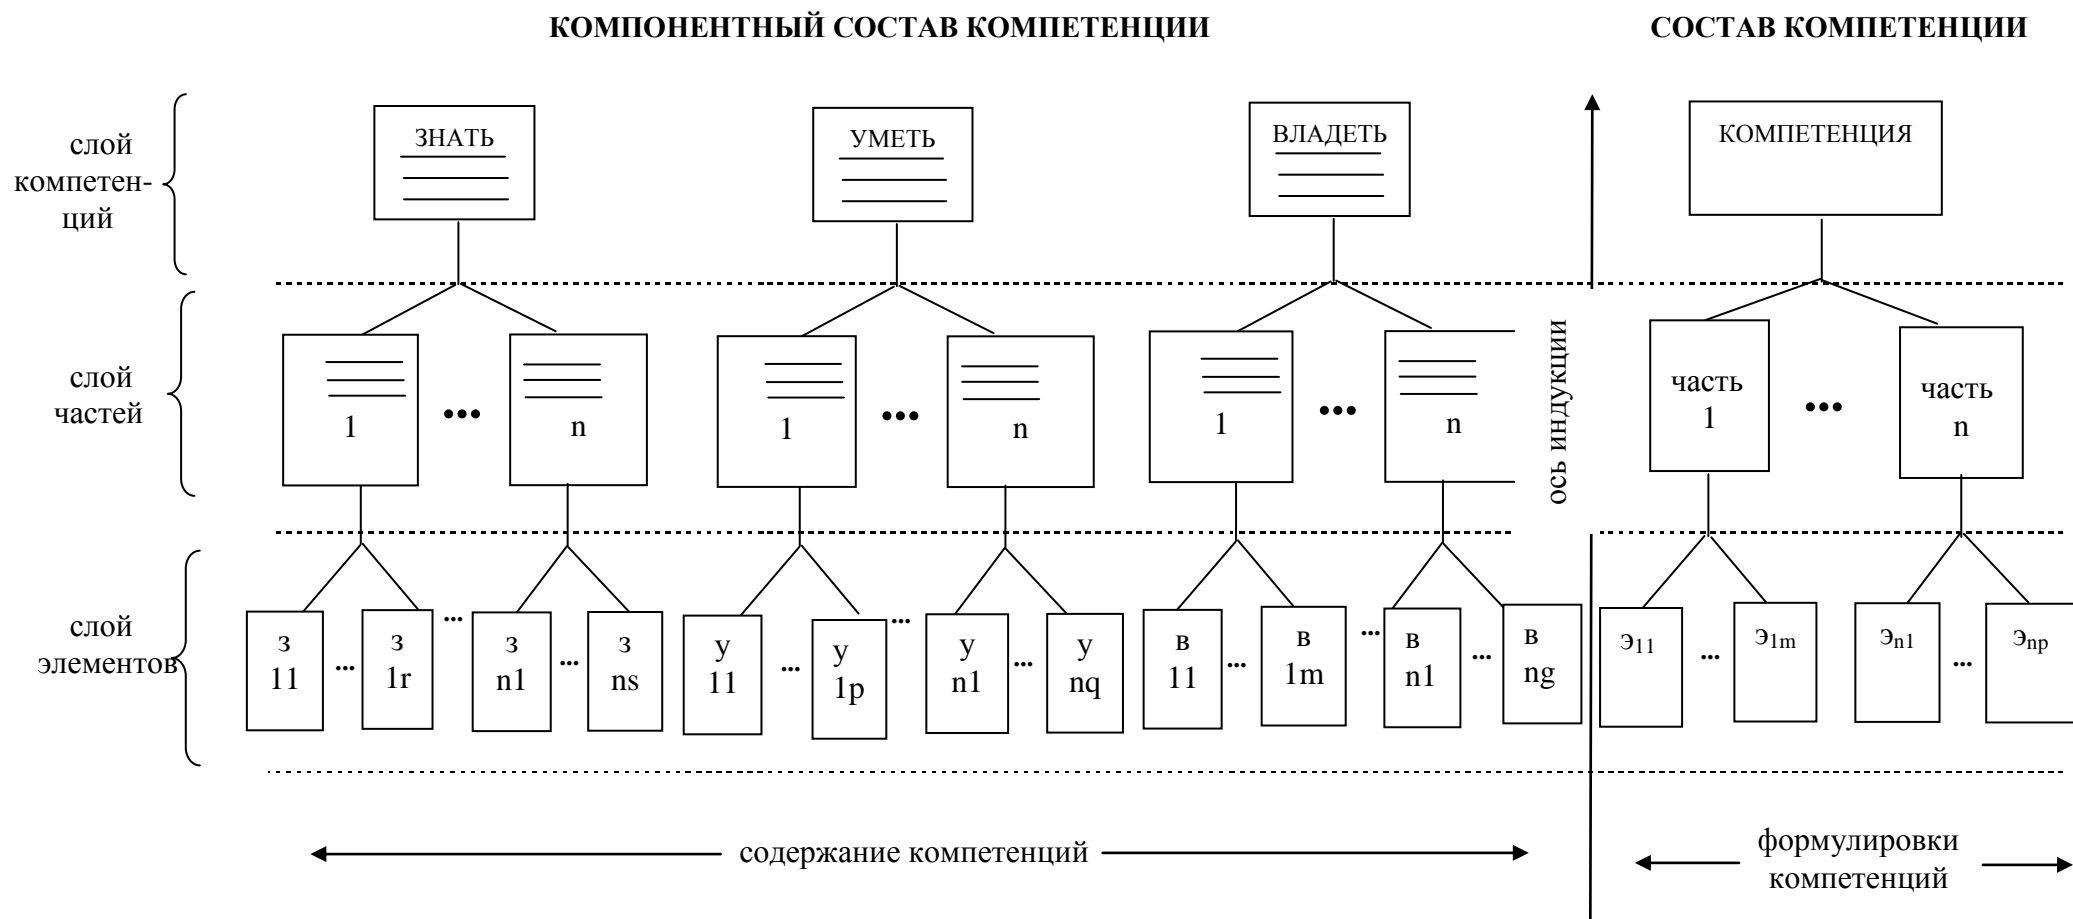 КОМПОНЕНТНЫЙ СОСТАВ КОМПЕТЕНЦИИ
СОСТАВ КОМПЕТЕНЦИИ
слой
компетен-
ций
ЗНАТЬ
УМЕТЬ
ВЛАДЕТЬ
КОМПЕТЕНЦИЯ
слой
частей
1
...
n
1
...
n
1
...
n
ось индукции
часть
1
...
часть
n
слой
элементов
з
11
...
з
1r
...
з
n1
...
з
ns
у
11
...
у
1p
...
у
n1
...
у
nq
в
11
...
в
1m
...
в
n1
...
в
ng
э11
...
э1m
эn1
...
эnp
содержание компетенций
формулировки
компетенций